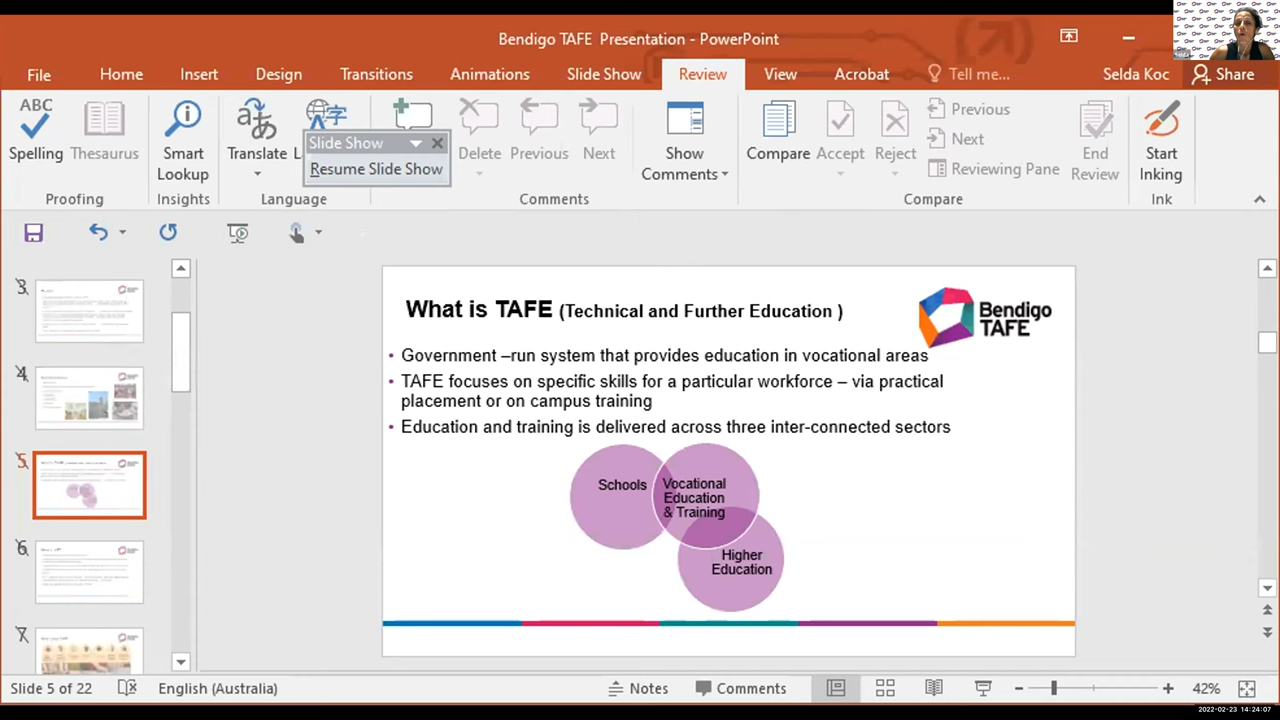 Bendigo TAFE  Presentation - PowerPoint
File
Home
Insert
Design
Transitions
Animations
Slide Show
Review
View
Acrobat
Tell me...
Selda Koc
Share
ABC
Spelling
Thesaurus
Proofing
Smart
Lookup
Insights
Translate
Language
Slide Show
Resume Slide Show
Delete
Previous
Next
Show
Comments
Comments
Compare
Accept
Reject
Previous
Next
Reviewing Pane
End
Review
Compare
Start
Inking
Ink
3
4
5
6
7
What is TAFE (Technical and Further Education )
Bendigo
TAFE
• Government –run system that provides education in vocational areas
• TAFE focuses on specific skills for a particular workforce – via practical
placement or on campus training
• Education and training is delivered across three inter-connected sectors
Schools
Vocational
Education
& Training
Higher
Education
Slide 5 of 22
English (Australia)
Notes
Comments
42%
2022-02-23 14:24:07